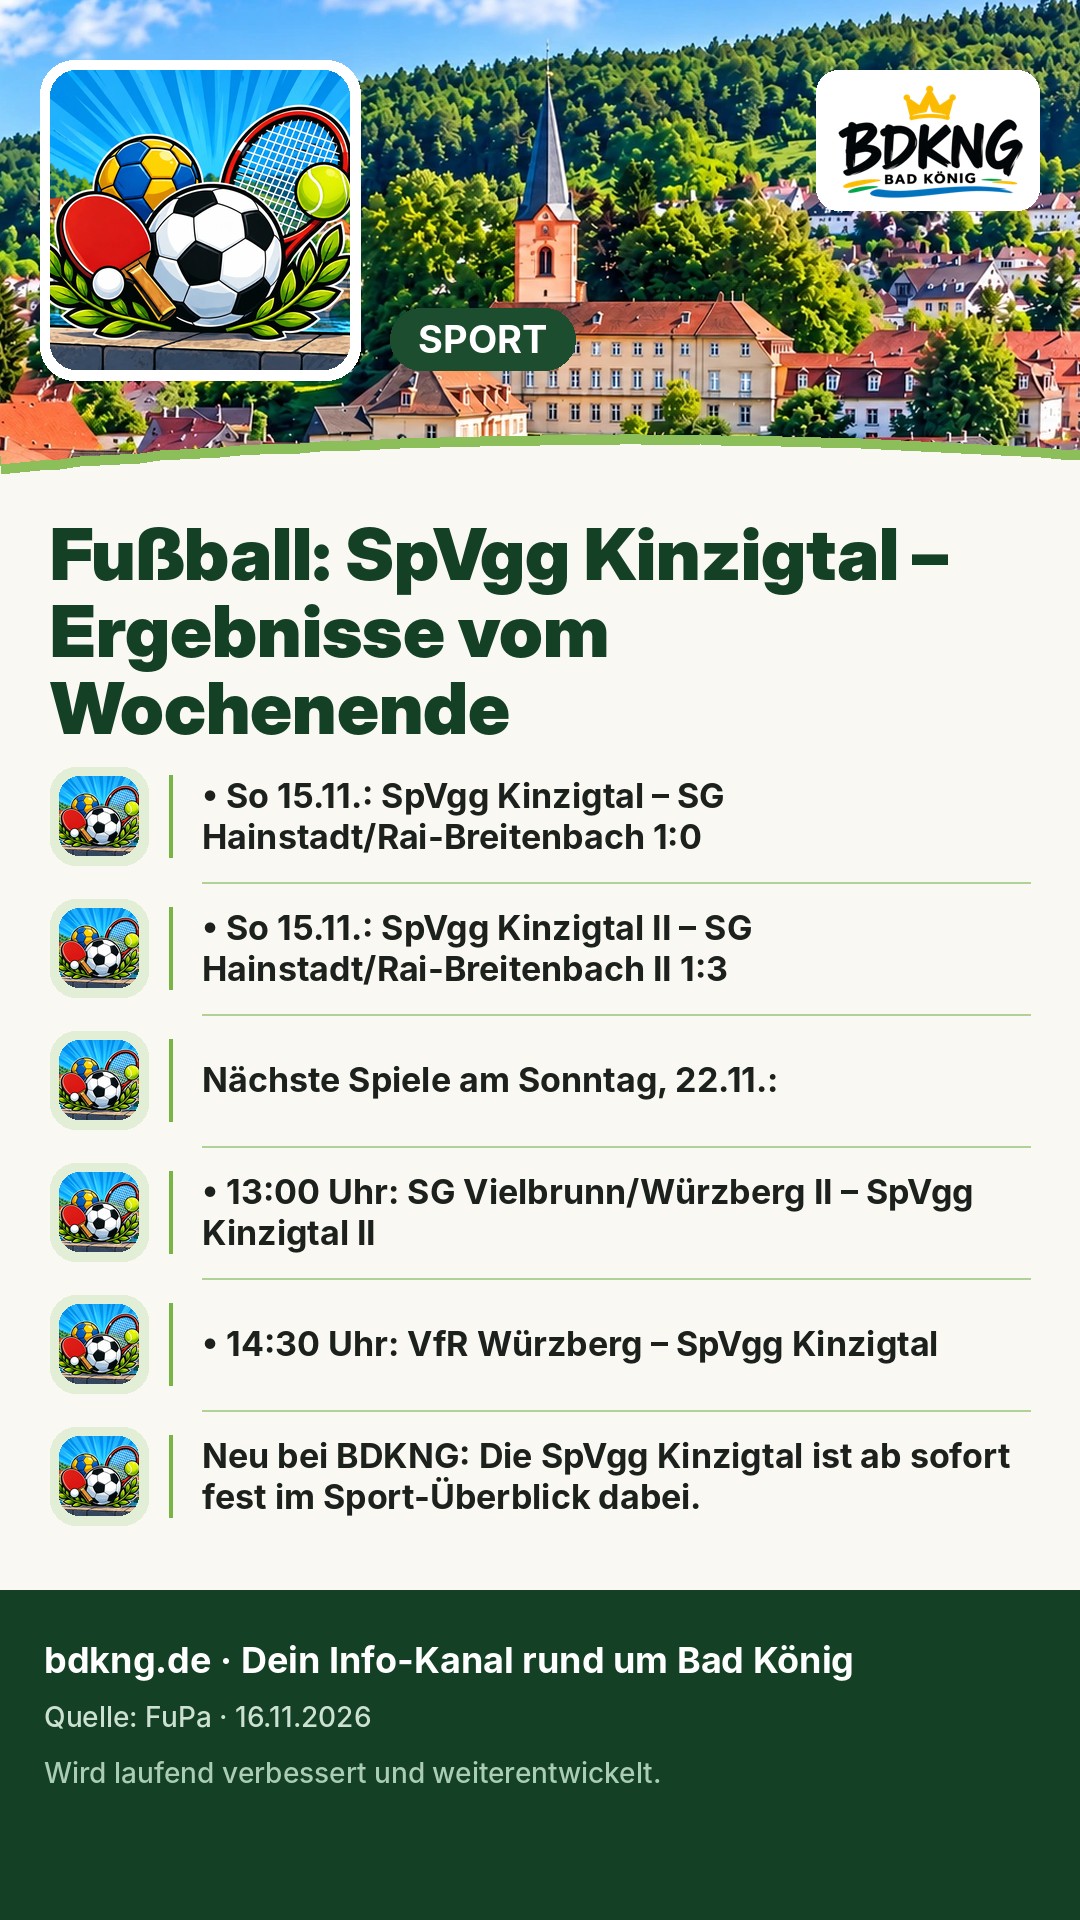 BDKNG
BAD KÖNIG
SPORT
Fußball: SpVgg Kinzigtal –
Ergebnisse vom
Wochenende
• So 15.11.: SpVgg Kinzigtal – SG
Hainstadt/Rai-Breitenbach 1:0
• So 15.11.: SpVgg Kinzigtal II – SG
Hainstadt/Rai-Breitenbach II 1:3
Nächste Spiele am Sonntag, 22.11.:
• 13:00 Uhr: SG Vielbrunn/Würzberg II – SpVgg
Kinzigtal II
• 14:30 Uhr: VfR Würzberg – SpVgg Kinzigtal
Neu bei BDKNG: Die SpVgg Kinzigtal ist ab sofort
fest im Sport-Überblick dabei.
bdkng.de · Dein Info-Kanal rund um Bad König
Quelle: FuPa · 16.11.2026
Wird laufend verbessert und weiterentwickelt.